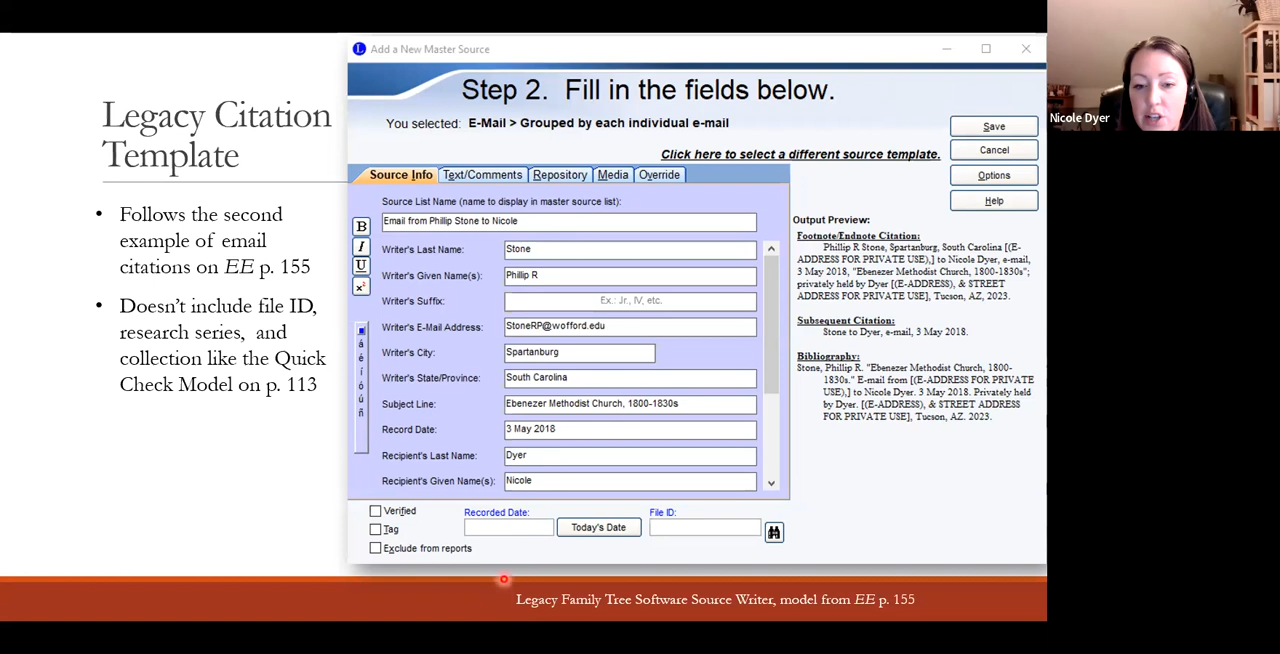 Legacy Citation
Template
• Follows the second
example of email
citations on EE p. 155
• Doesn't include file ID,
research series, and
collection like the Quick
Check Model on p. 113
L Add a New Master Source
Step 2. Fill in the fields below.
You selected: E-Mail > Grouped by each individual e-mail
Click here to select a different source template.
Save
Cancel
Options
Help
Source Info Text/Comments Repository Media Override
Source List Name (name to display in master source list):
Email from Phillip Stone to Nicole
B
I
U
x²
á
é
í
ó
ú
ñ
Writer's Last Name: Stone
Writer's Given Name(s): Phillip R
Writer's Suffix: Ex.: Jr., IV, etc.
Writer's E-Mail Address: StoneRP@wofford.edu
Writer's City: Spartanburg
Writer's State/Province: South Carolina
Subject Line: Ebenezer Methodist Church, 1800-1830s
Record Date: 3 May 2018
Recipient's Last Name: Dyer
Recipient's Given Name(s): Nicole
Verified
Tag
Exclude from reports
Recorded Date:
Today's Date
File ID:
Output Preview:
Footnote/Endnote Citation:
Phillip R Stone, Spartanburg, South Carolina [(E-
ADDRESS FOR PRIVATE USE),] to Nicole Dyer, e-mail,
3 May 2018, "Ebenezer Methodist Church, 1800-1830s";
privately held by Dyer [(E-ADDRESS), & STREET
ADDRESS FOR PRIVATE USE], Tucson, AZ, 2023.
Subsequent Citation:
Stone to Dyer, e-mail, 3 May 2018.
Bibliography:
Stone, Phillip R. "Ebenezer Methodist Church, 1800-
1830s." E-mail from [(E-ADDRESS FOR PRIVATE
USE),] to Nicole Dyer. 3 May 2018. Privately held
by Dyer. [(E-ADDRESS), & STREET ADDRESS
FOR PRIVATE USE], Tucson, AZ. 2023.
Legacy Family Tree Software Source Writer, model from EE p. 155
Nicole Dyer